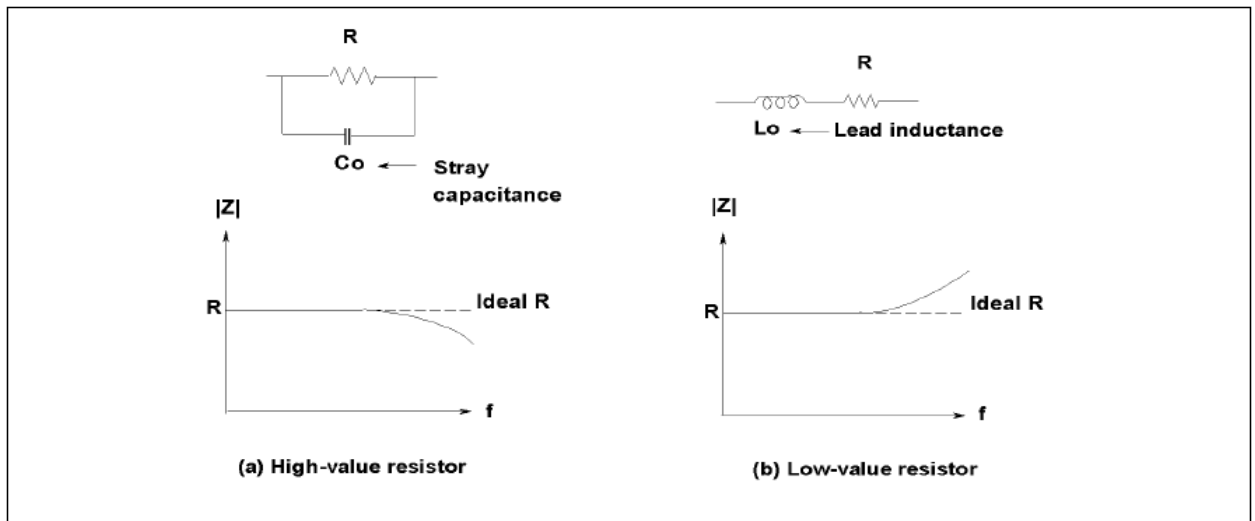 R
Co
Stray
capacitance
|Z|
R
Ideal R
f
(a) High-value resistor
R
Lo
Lead inductance
|Z|
R
Ideal R
f
(b) Low-value resistor